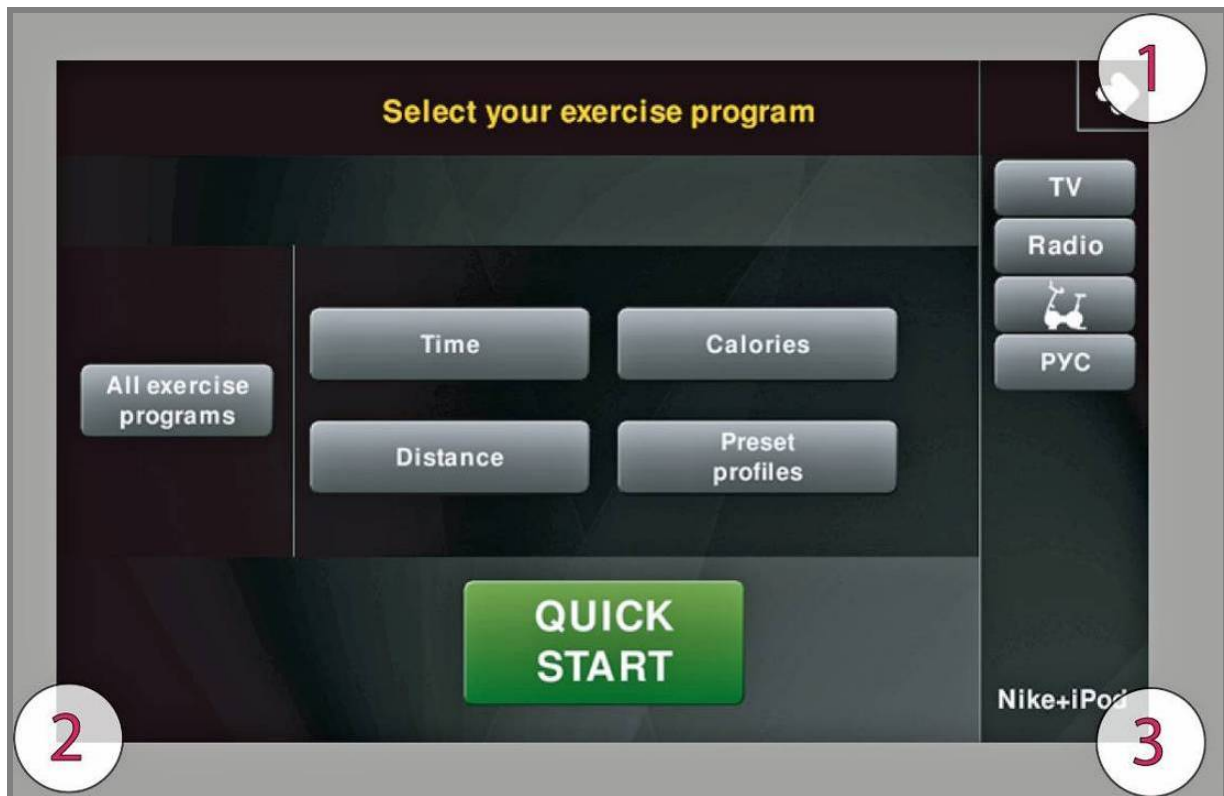 1
Select your exercise program
TV
Radio
РУС
Time
Calories
All exercise
programs
Distance
Preset
profiles
QUICK
START
Nike+iPod
2
3